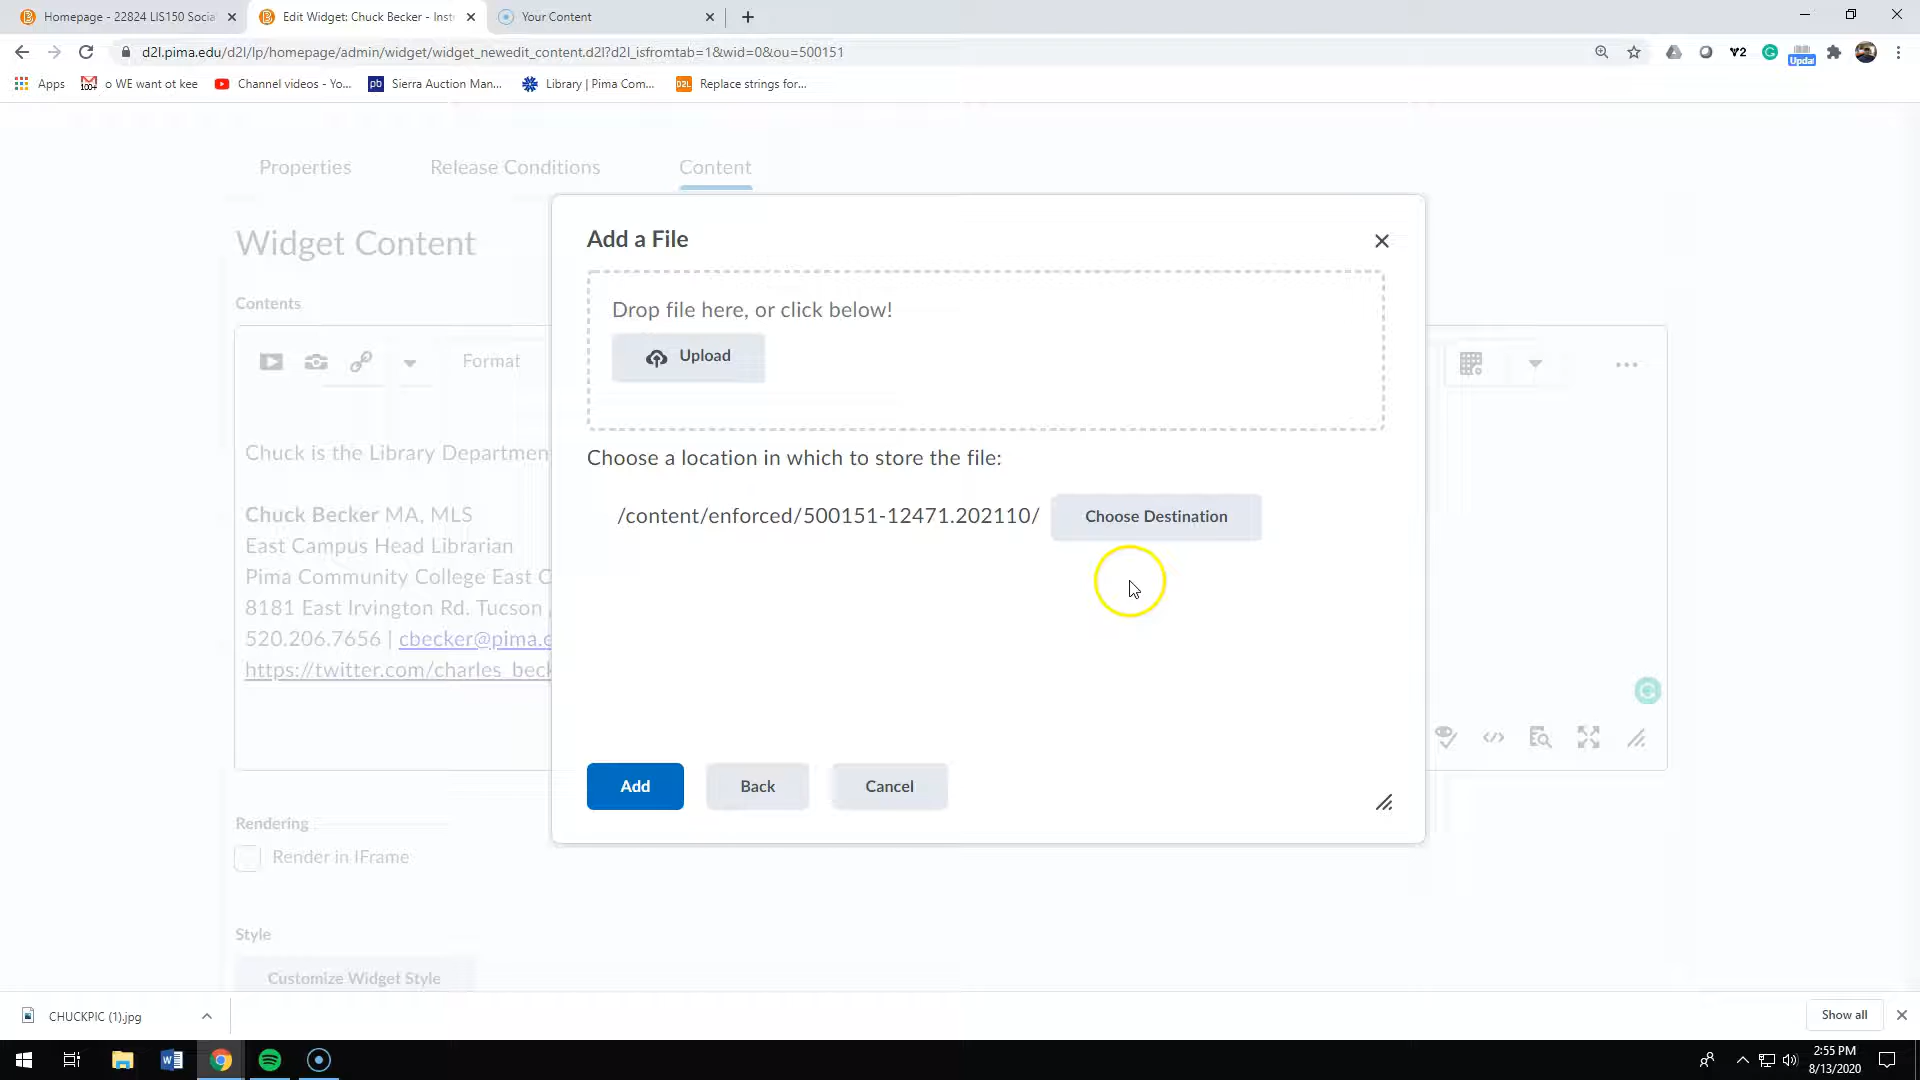 Homepage - 22824 LIS150 Socia
Edit Widget: Chuck Becker - Inst
Your Content
d2l.pima.edu/d2l/lp/homepage/admin/widget/widget_newedit_content.d2l?d2l_isfromtab=1&wid=0&ou=500151
V2
Updat
Apps
100+
o WE want ot kee
Channel videos - Yo...
pb
Sierra Auction Man...
Library | Pima Com...
D2L
Replace strings for...
Properties
Release Conditions
Content
Widget Content
Contents
Format
Chuck is the Library Departmen
Chuck Becker MA, MLS
East Campus Head Librarian
Pima Community College East C
8181 East Irvington Rd. Tucson
520.206.7656 | cbecker@pima.e
https://twitter.com/charles_beck
Add a File
Drop file here, or click below!
Upload
Choose a location in which to store the file:
/content/enforced/500151-12471.202110/
Choose Destination
Add
Back
Cancel
Rendering
Render in IFrame
Style
Customize Widget Style
CHUCKPIC (1).jpg
Show all
2:55 PM
8/13/2020